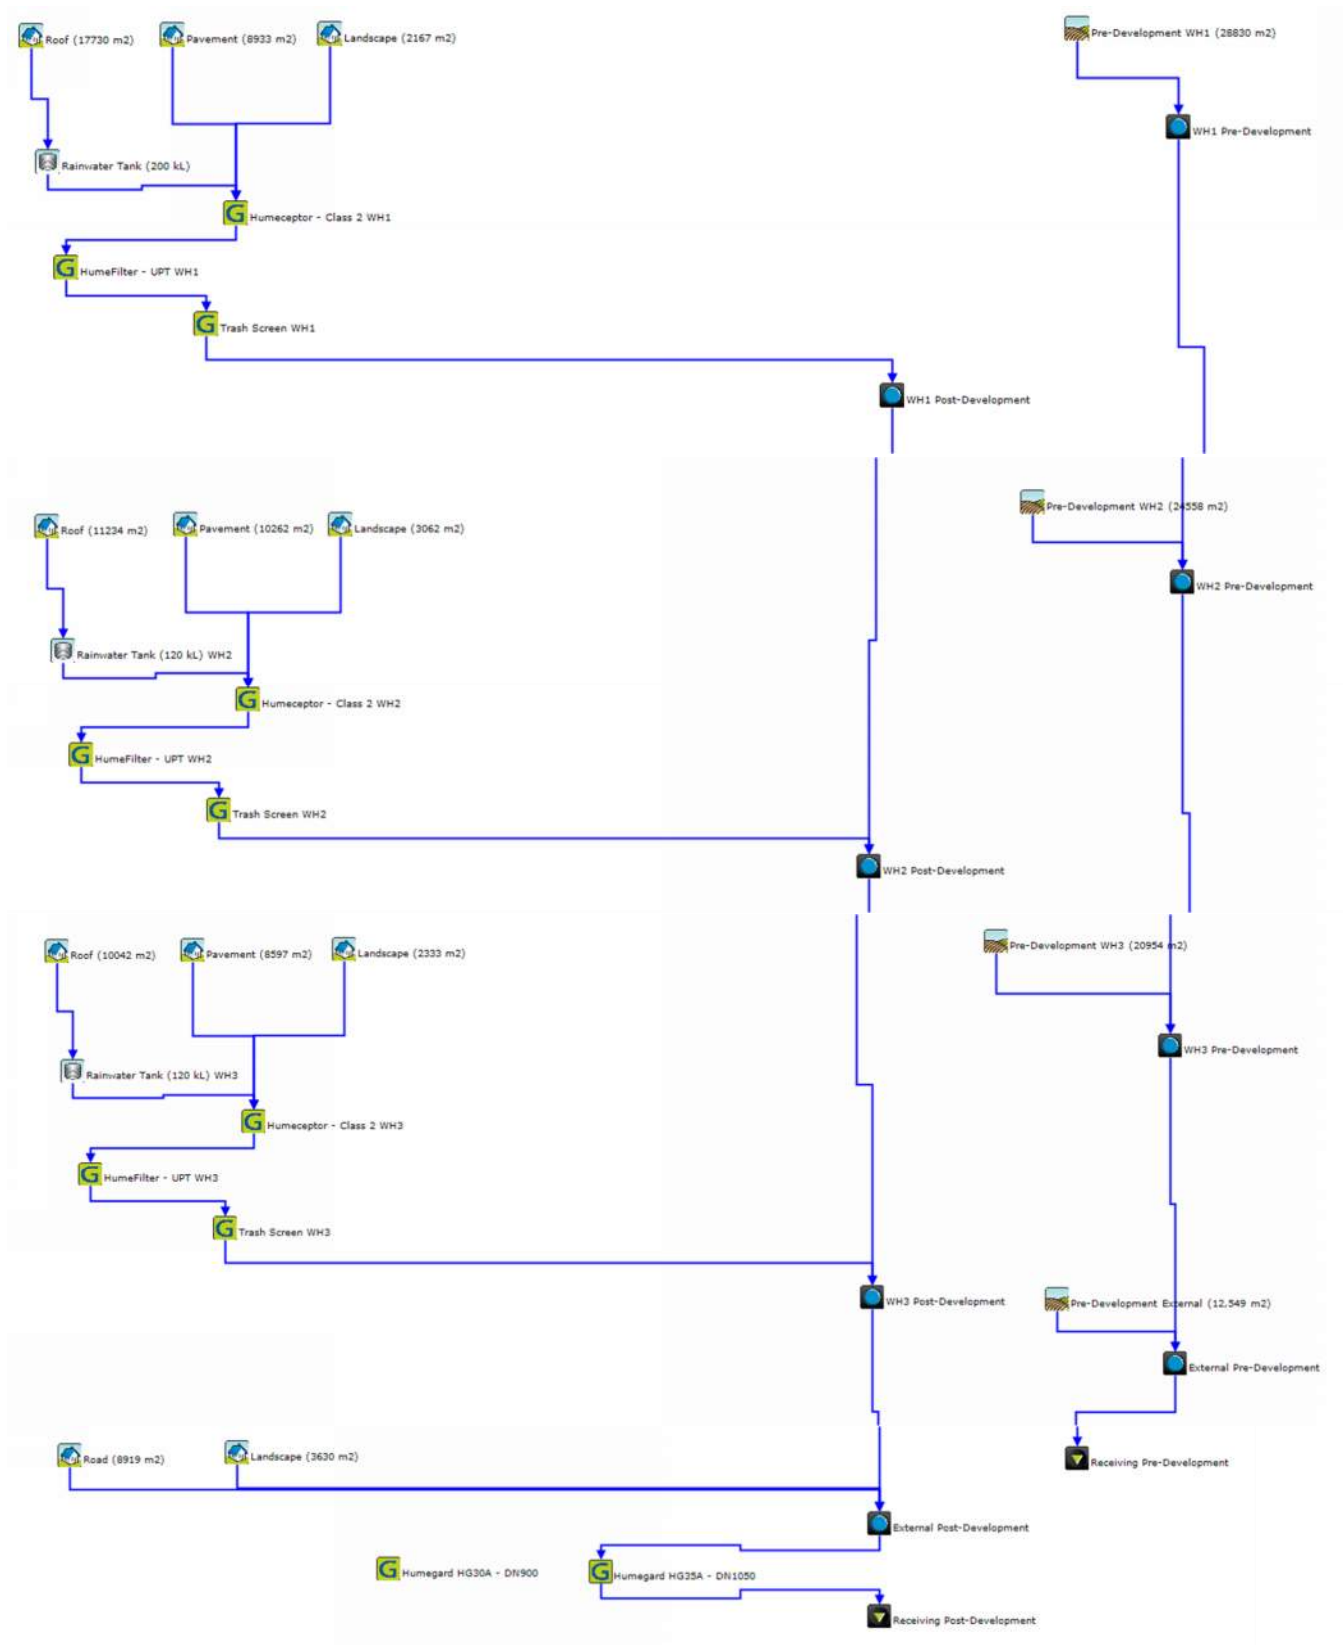 Roof (17730 m2)
Pavement (8933 m2)
Landscape (2167 m2)
Pre-Development WH1 (28830 m2)
WH1 Pre-Development
Rainwater Tank (200 kL)
Humeceptor - Class 2 WH1
HumeFilter - UPT WH1
Trash Screen WH1
WH1 Post-Development
Roof (11234 m2)
Pavement (10262 m2)
Landscape (3062 m2)
Pre-Development WH2 (24558 m2)
WH2 Pre-Development
Rainwater Tank (120 kL) WH2
Humeceptor - Class 2 WH2
HumeFilter - UPT WH2
Trash Screen WH2
WH2 Post-Development
Roof (10042 m2)
Pavement (8597 m2)
Landscape (2333 m2)
Pre-Development WH3 (20954 m2)
WH3 Pre-Development
Rainwater Tank (120 kL) WH3
Humeceptor - Class 2 WH3
HumeFilter - UPT WH3
Trash Screen WH3
WH3 Post-Development
Pre-Development External (12,549 m2)
External Pre-Development
Road (8919 m2)
Landscape (3630 m2)
Receiving Pre-Development
External Post-Development
Humegard HG30A - DN900
Humegard HG35A - DN1050
Receiving Post-Development